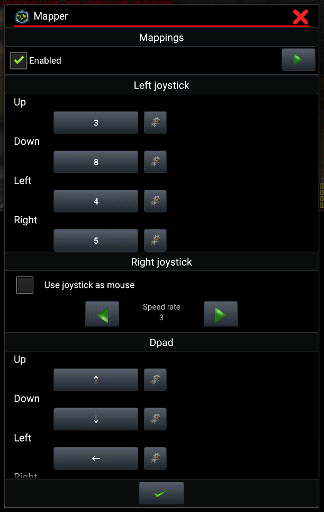 Mapper
Mappings
Enabled
Left joystick
Up
3
Down
8
Left
4
Right
5
Right joystick
Use joystick as mouse
Speed rate
3
Dpad
Up
↑
Down
↓
Left
←
Right